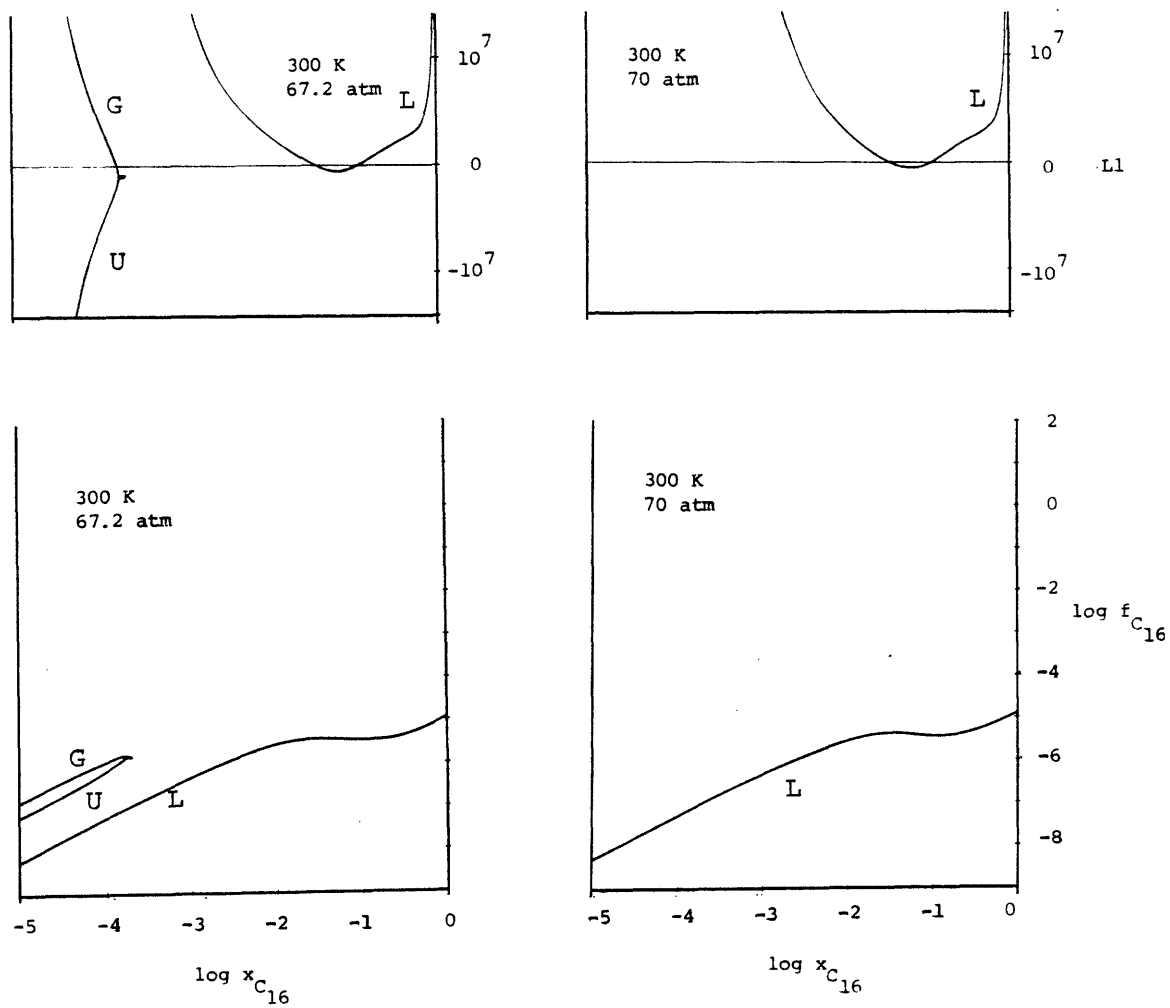 300 K
67.2 atm
G
U
L
10^7
0
-10^7
300 K
70 atm
L
10^7
0
-10^7
L1
300 K
67.2 atm
G
U
L
-5 -4 -3 -2 -1 0
log x_C16
300 K
70 atm
L
2
0
-2
-4
-6
-8
log f_C16
-5 -4 -3 -2 -1 0
log x_C16